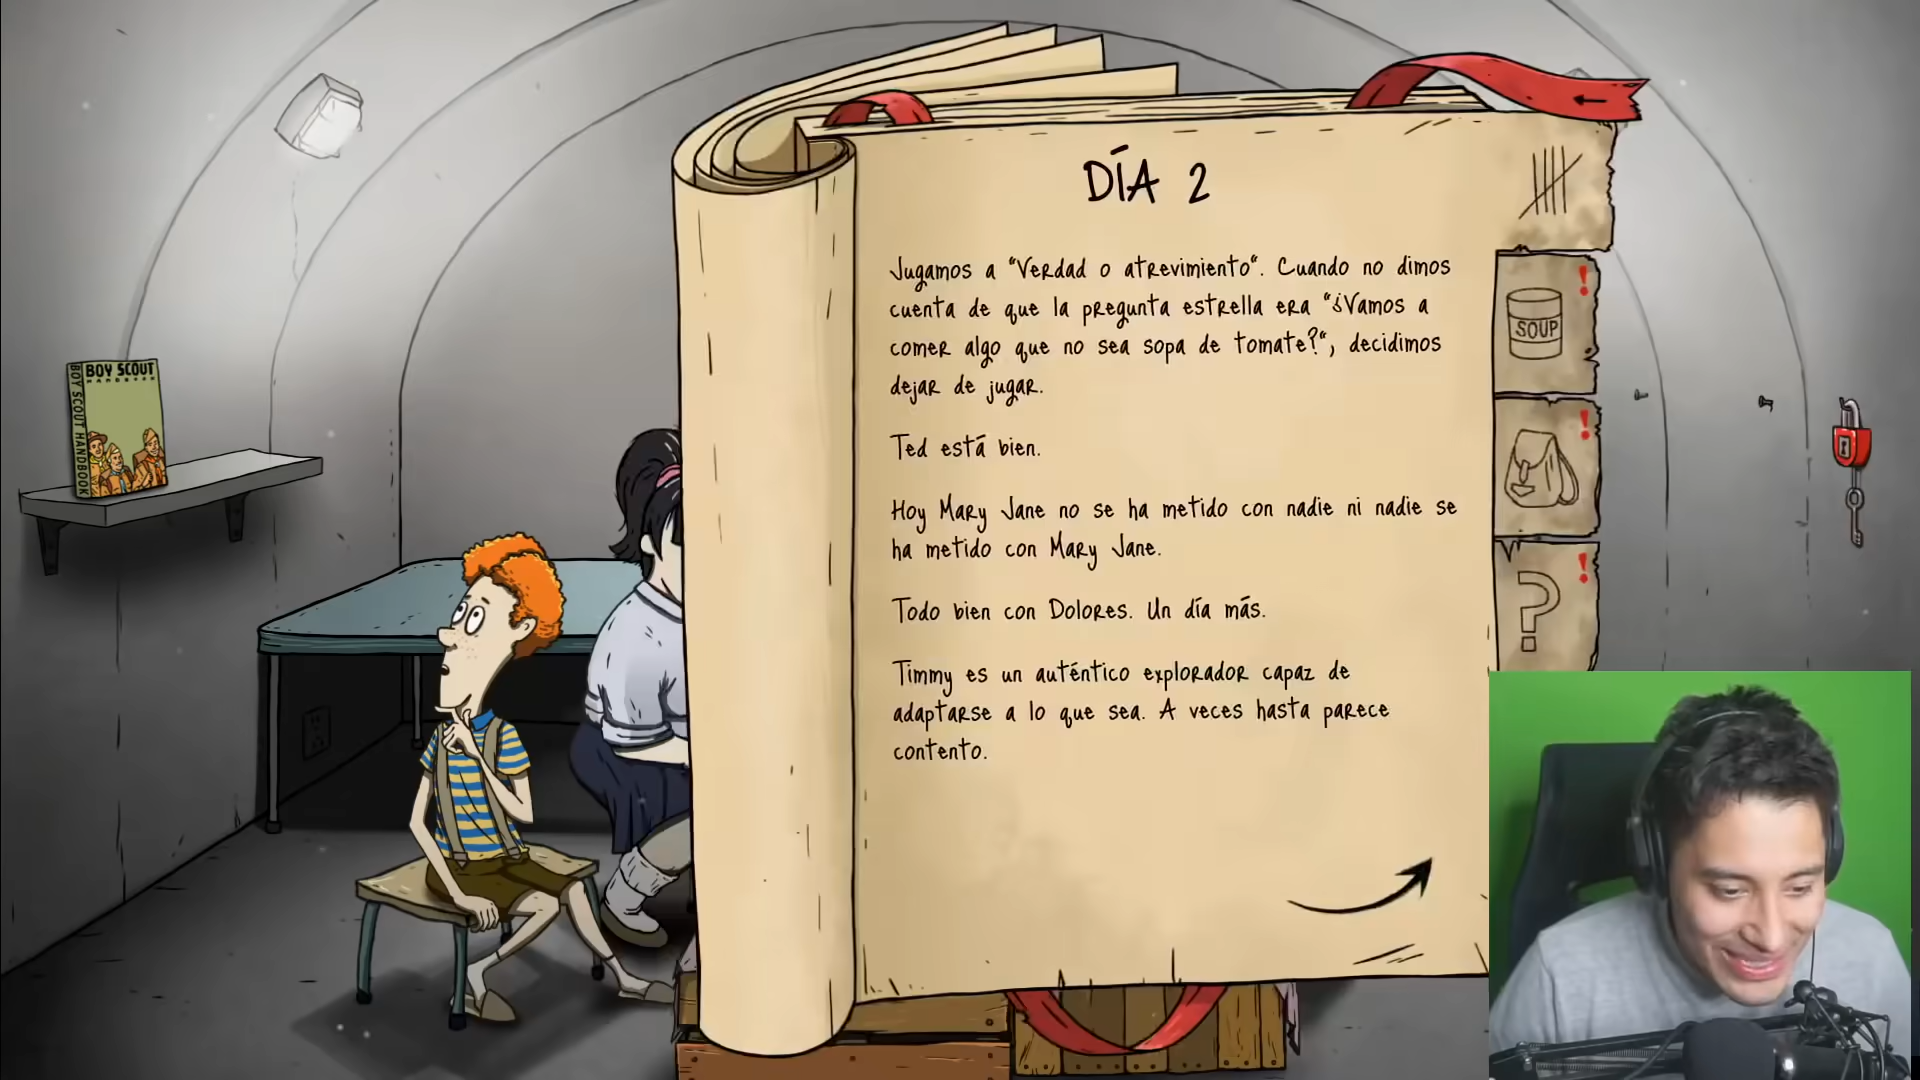 BOY SCOUT
HANDBOOK
BOY SCOUT HANDBOOK
DÍA 2
Jugamos a "Verdad o atrevimiento". Cuando no dimos
cuenta de que la pregunta estrella era "¿Vamos a
comer algo que no sea sopa de tomate?", decidimos
dejar de jugar.
Ted está bien.
Hoy Mary Jane no se ha metido con nadie ni nadie se
ha metido con Mary Jane.
Todo bien con Dolores. Un día más.
Timmy es un auténtico explorador capaz de
adaptarse a lo que sea. A veces hasta parece
contento.
!
SOUP
!
!
?